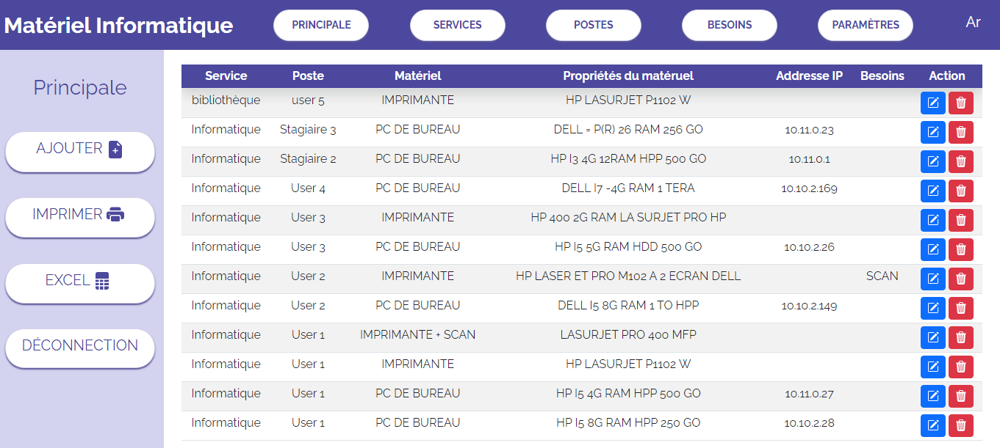 Matériel Informatique PRINCIPALE SERVICES POSTES BESOINS PARAMÈTRES Ar
Principale
AJOUTER
IMPRIMER
EXCEL
DÉCONNECTION
Service Poste Matériel Propriétés du matéruel Addresse IP Besoins Action
bibliothèque user 5 IMPRIMANTE HP LASURJET P1102 W
Informatique Stagiaire 3 PC DE BUREAU DELL = P(R) 26 RAM 256 GO 10.11.0.23
Informatique Stagiaire 2 PC DE BUREAU HP I3 4G 12RAM HPP 500 GO 10.11.0.1
Informatique User 4 PC DE BUREAU DELL I7 -4G RAM 1 TERA 10.10.2.169
Informatique User 3 IMPRIMANTE HP 400 2G RAM LA SURJET PRO HP
Informatique User 3 PC DE BUREAU HP I5 5G RAM HDD 500 GO 10.10.2.26
Informatique User 2 IMPRIMANTE HP LASER ET PRO M102 A 2 ECRAN DELL SCAN
Informatique User 2 PC DE BUREAU DELL I5 8G RAM 1 TO HPP 10.10.2.149
Informatique User 1 IMPRIMANTE + SCAN LASURJET PRO 400 MFP
Informatique User 1 IMPRIMANTE HP LASURJET P1102 W
Informatique User 1 PC DE BUREAU HP I5 4G RAM HPP 500 GO 10.11.0.27
Informatique User 1 PC DE BUREAU HP I5 8G RAM HPP 250 GO 10.10.2.28